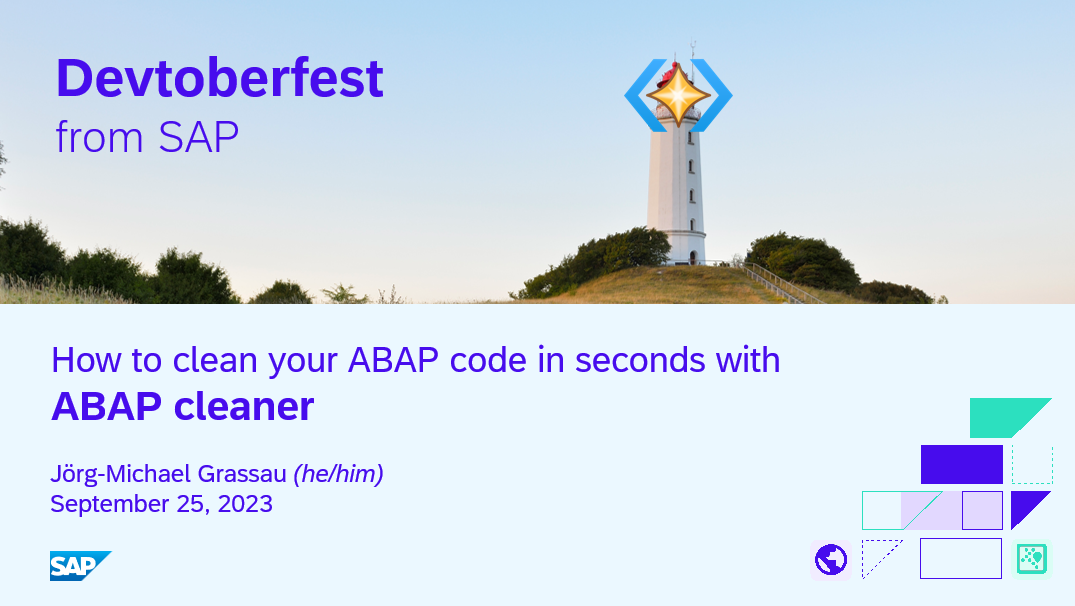 Devtoberfest
from SAP
How to clean your ABAP code in seconds with
ABAP cleaner
Jörg-Michael Grassau (he/him)
September 25, 2023
SAP